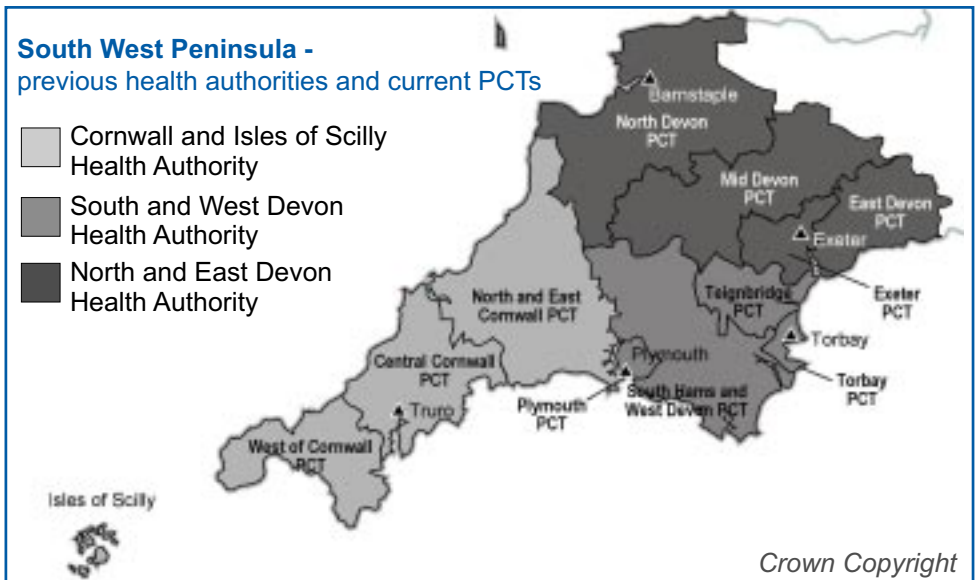 South West Peninsula -
previous health authorities and current PCTs
Cornwall and Isles of Scilly
Health Authority
South and West Devon
Health Authority
North and East Devon
Health Authority
Barnstaple
North Devon
PCT
Mid Devon
PCT
East Devon
PCT
Exeter
Exeter
PCT
Teignbridge
PCT
Torbay
Torbay
PCT
North and East
Cornwall PCT
Plymouth
Plymouth
PCT
South Hams and
West Devon PCT
Central Cornwall
PCT
Truro
West of Cornwall
PCT
Isles of Scilly
Crown Copyright